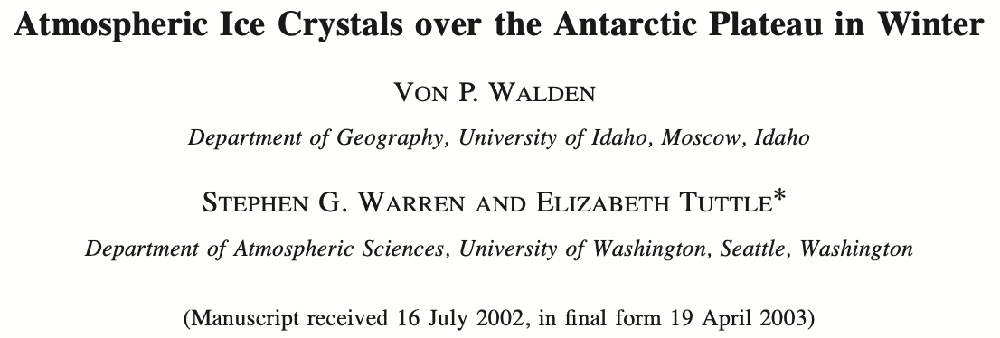 Atmospheric Ice Crystals over the Antarctic Plateau in Winter
VON P. WALDEN
Department of Geography, University of Idaho, Moscow, Idaho
STEPHEN G. WARREN AND ELIZABETH TUTTLE*
Department of Atmospheric Sciences, University of Washington, Seattle, Washington
(Manuscript received 16 July 2002, in final form 19 April 2003)